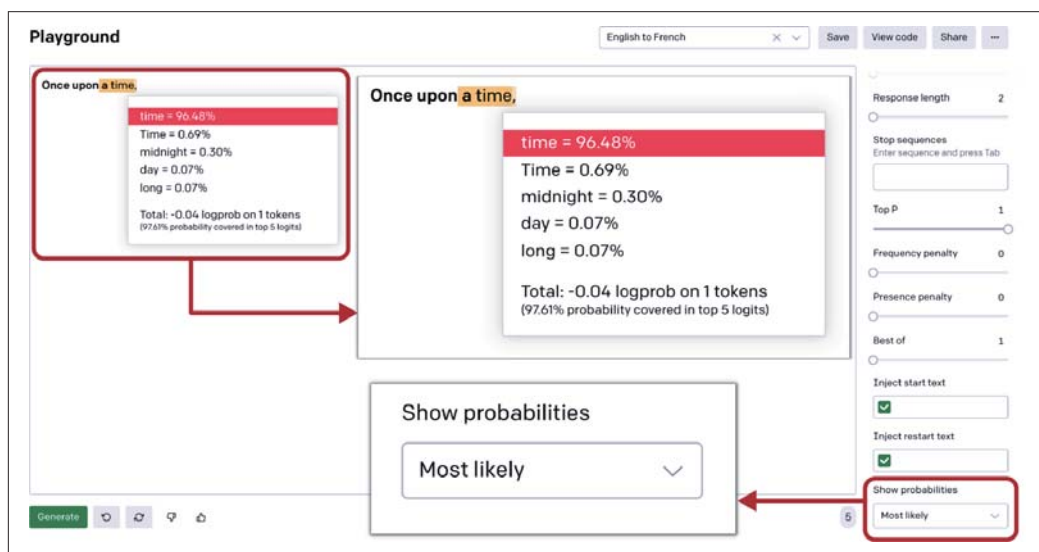 Playground
English to French
Save
View code
Share
Once upon a time,
time = 96.48%
Time = 0.69%
midnight = 0.30%
day = 0.07%
long = 0.07%
Total: -0.04 logprob on 1 tokens
(97.61% probability covered in top 5 logits)
Once upon a time,
time = 96.48%
Time = 0.69%
midnight = 0.30%
day = 0.07%
long = 0.07%
Total: -0.04 logprob on 1 tokens
(97.61% probability covered in top 5 logits)
Show probabilities
Most likely
Response length 2
Stop sequences
Enter sequence and press Tab
Top P 1
Frequency penalty 0
Presence penalty 0
Best of 1
Inject start text
Inject restart text
Show probabilities
Most likely
Generate
5